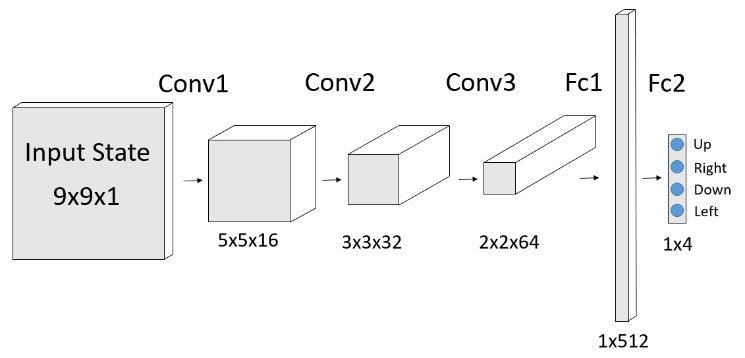 Conv1
Conv2
Conv3
Fc1
Fc2
Input State
9x9x1
Up
Right
Down
Left
5x5x16
3x3x32
2x2x64
1x4
1x512